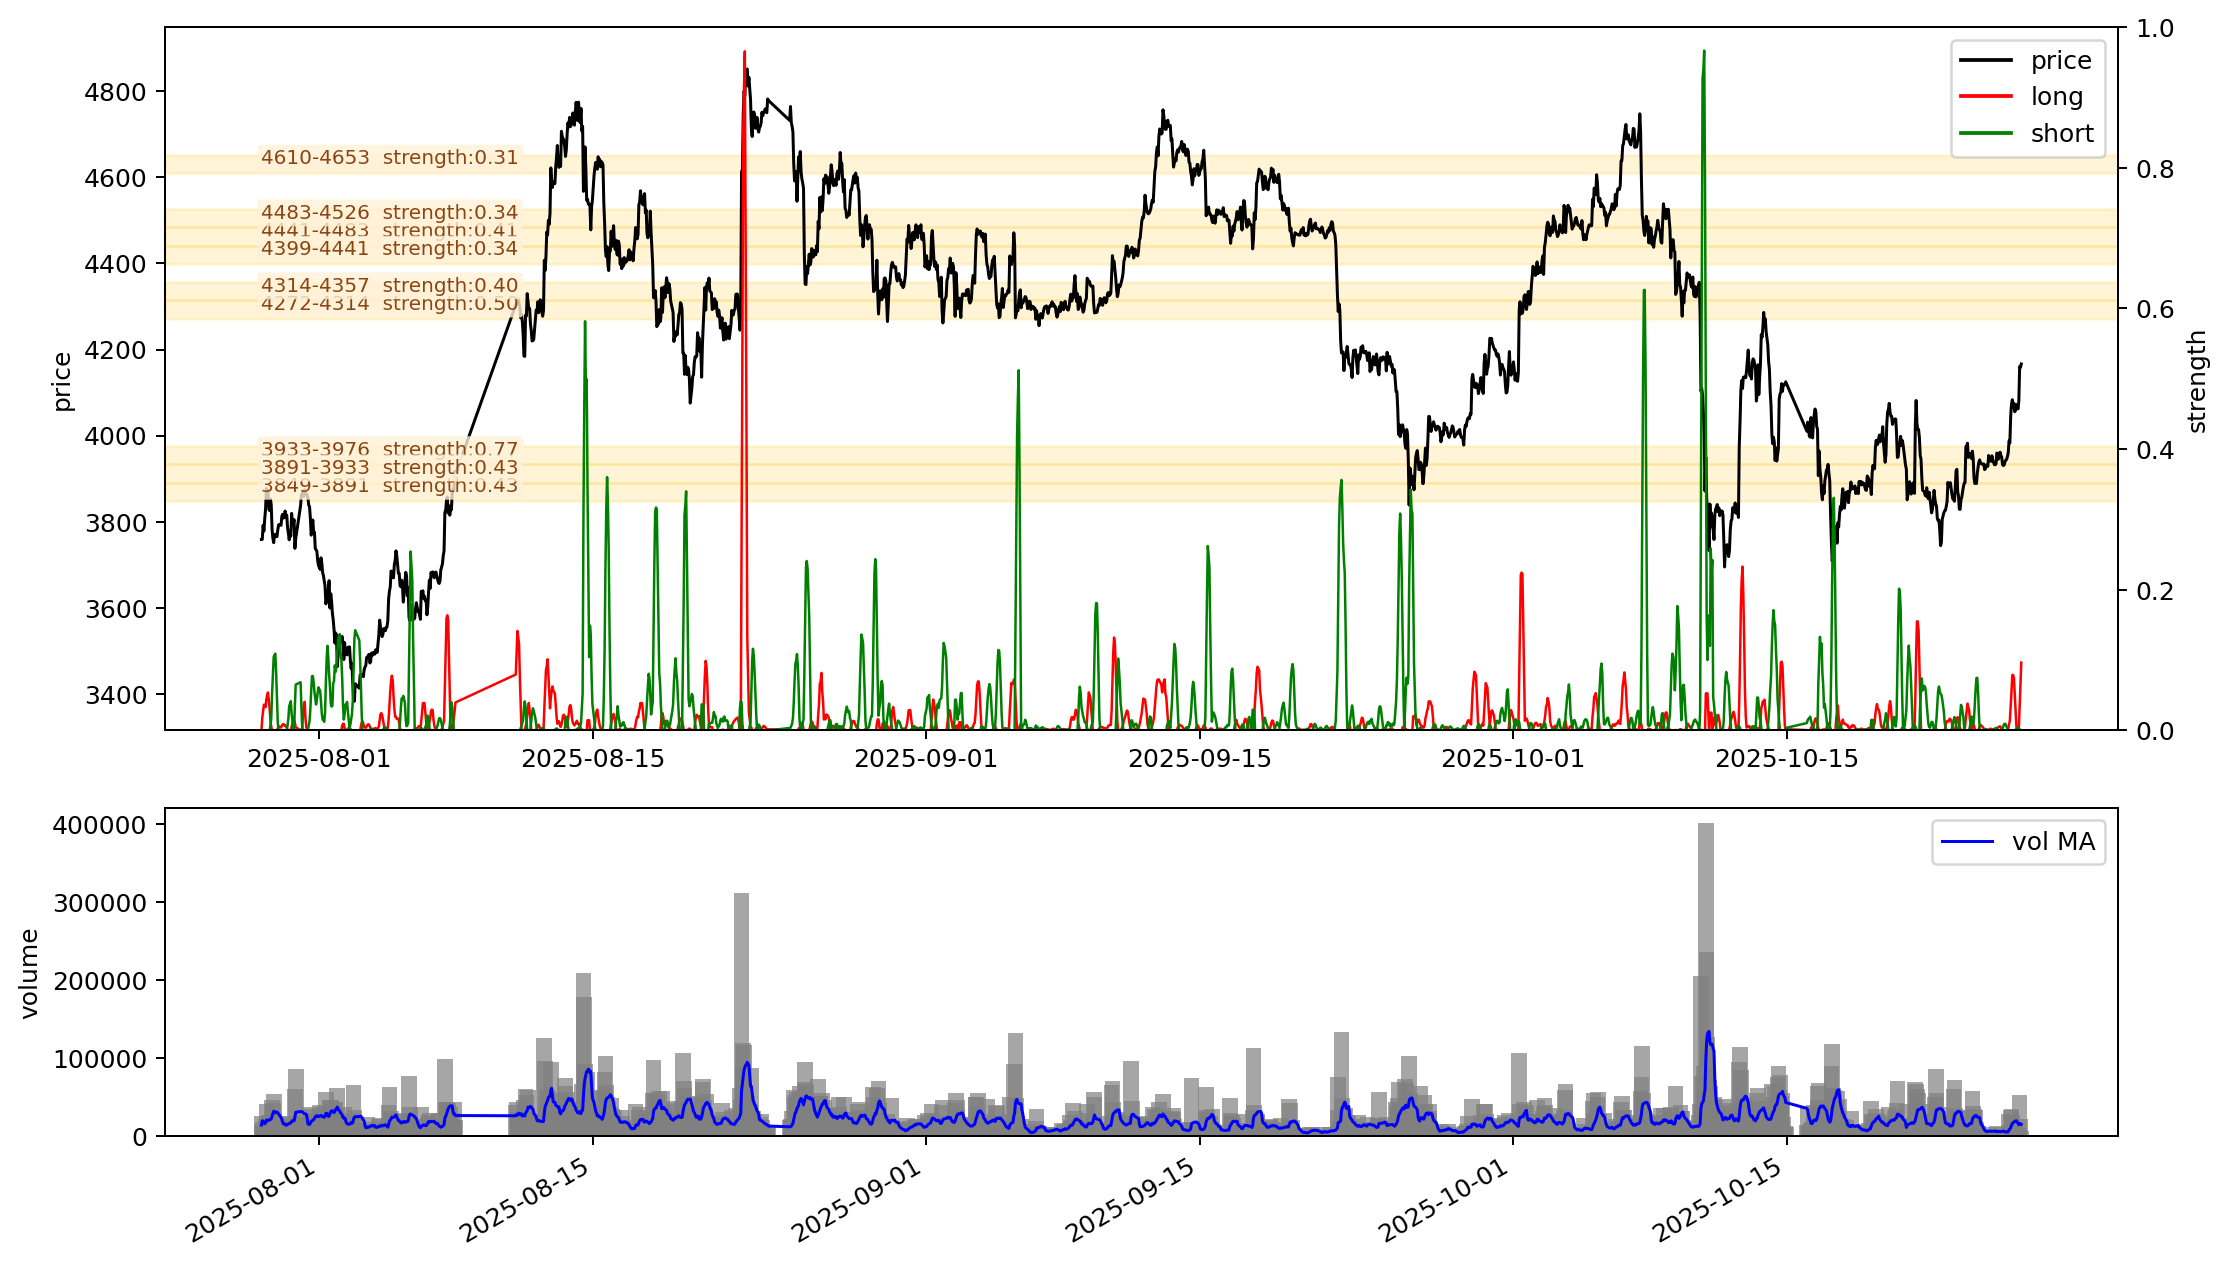 4800
4600
4400
4200
4000
3800
3600
3400
price
1.0
0.8
0.6
0.4
0.2
0.0
strength
price
long
short
4610-4653 strength:0.31
4483-4526 strength:0.34
4441-4483 strength:0.41
4399-4441 strength:0.34
4314-4357 strength:0.40
4272-4314 strength:0.50
3933-3976 strength:0.77
3891-3933 strength:0.43
3849-3891 strength:0.43
2025-08-01
2025-08-15
2025-09-01
2025-09-15
2025-10-01
2025-10-15
400000
300000
200000
100000
0
volume
vol MA
2025-08-01
2025-08-15
2025-09-01
2025-09-15
2025-10-01
2025-10-15